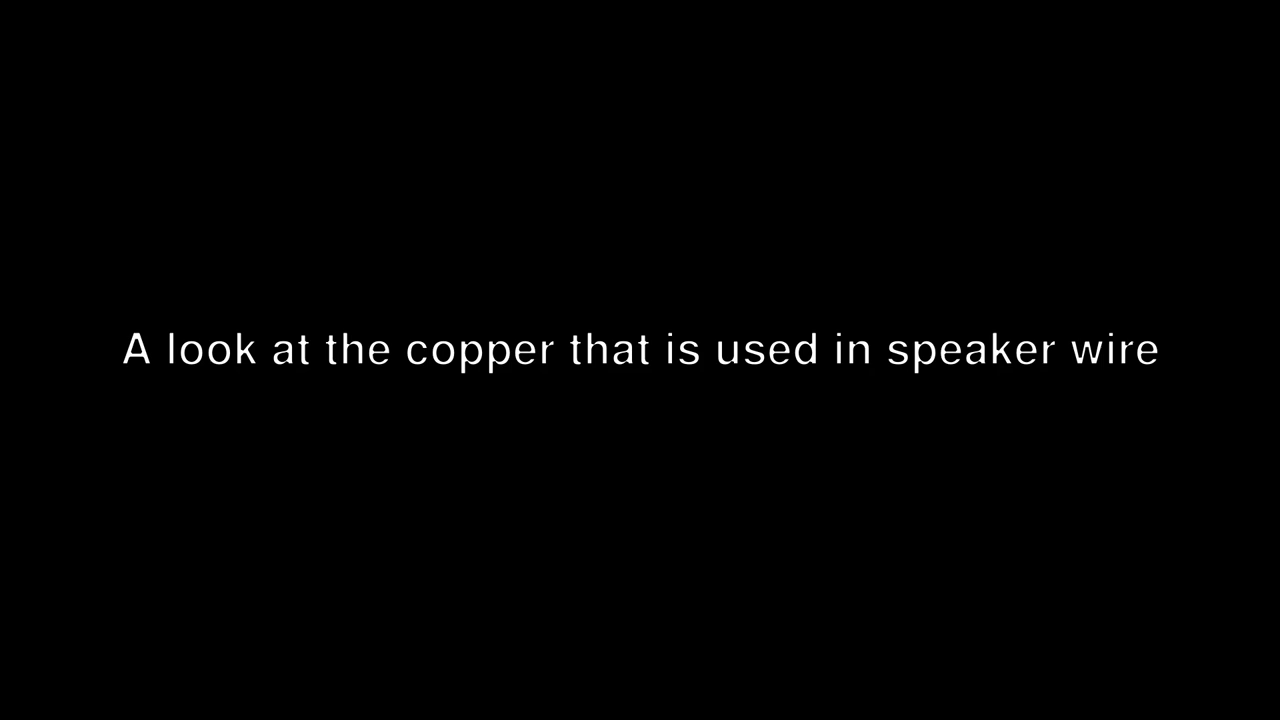 A look at the copper that is used in speaker wire